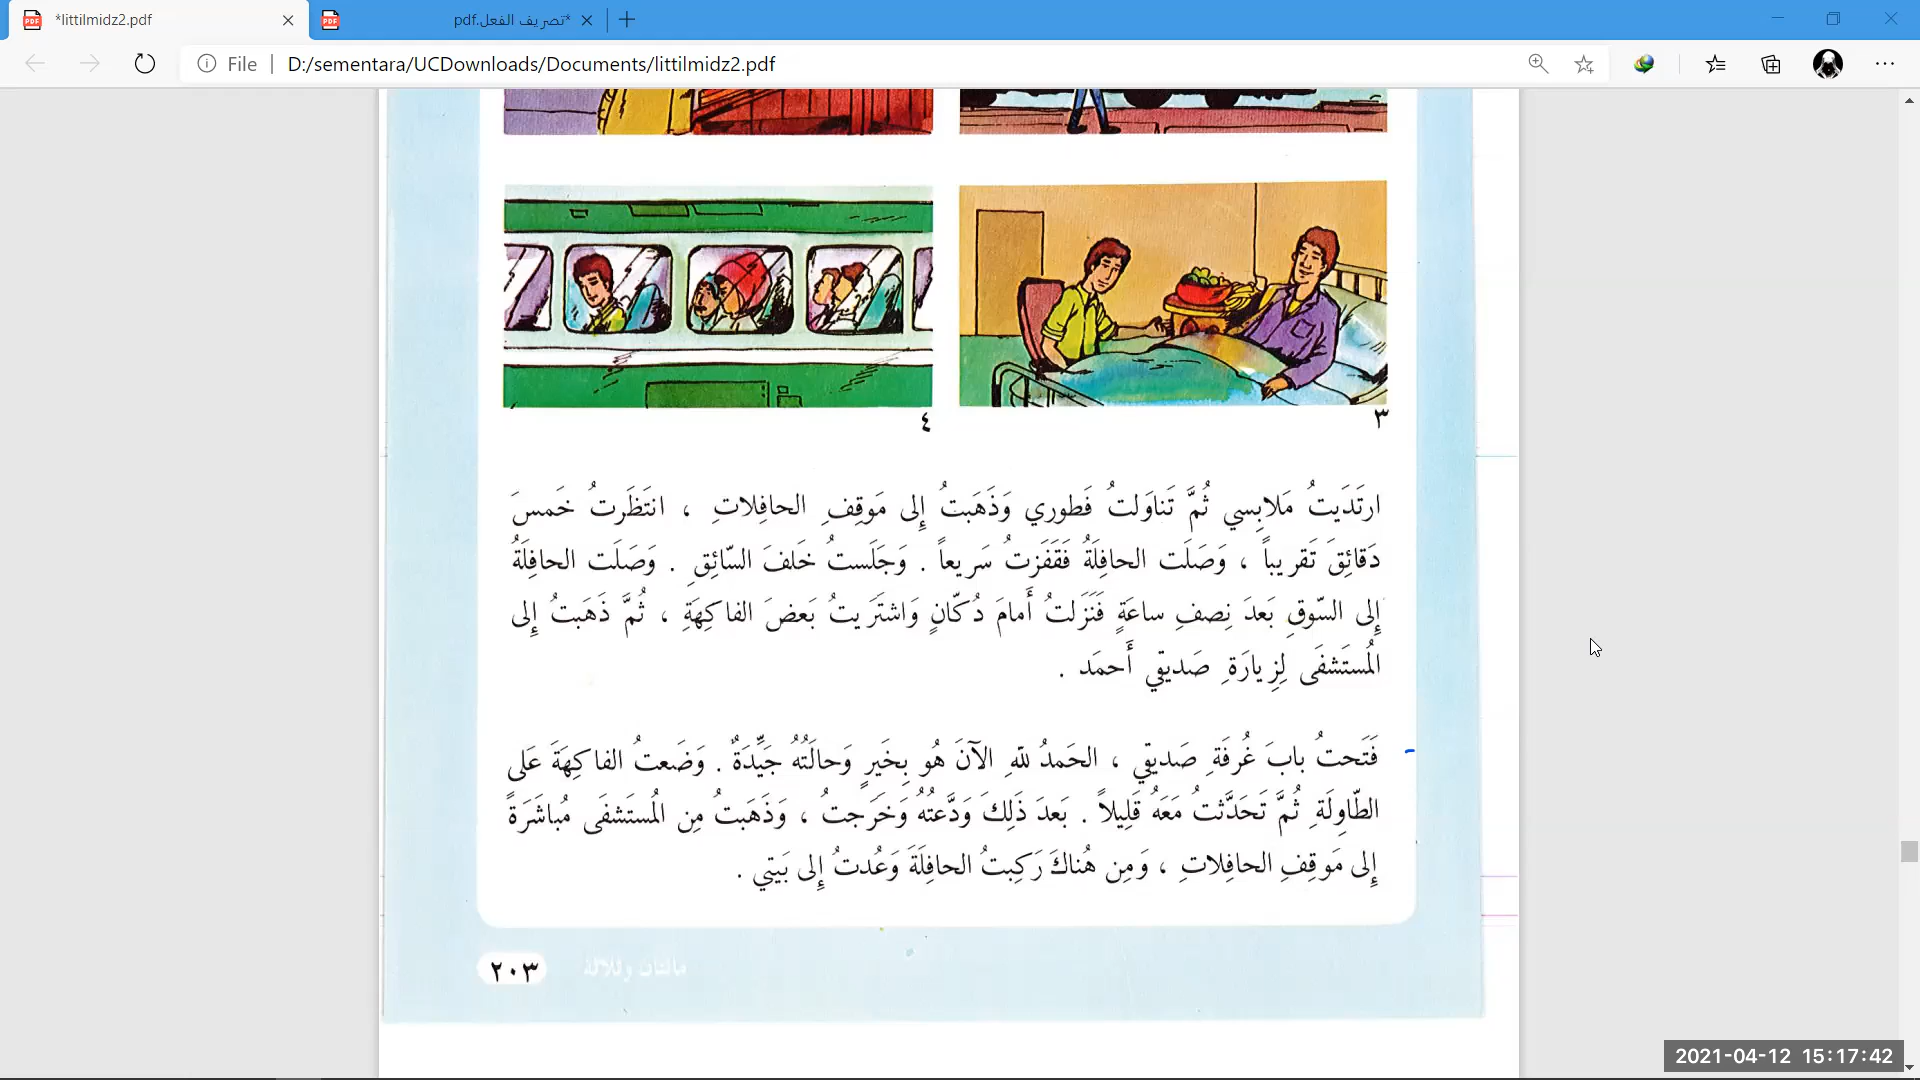 *littilmidz2.pdf
*تصريف الفعل.pdf
File
D:/sementara/UCDownloads/Documents/littilmidz2.pdf
٣
٤
ارتَدَيتُ مَلابِسي ثُمَّ تَناوَلتُ فَطوري وَذَهَبتُ إِلى مَوقِفِ الحافِلاتِ ، انتَظَرتُ خَمسَ
دَقائِقَ تَقريباً ، وَصَلَت الحافِلَةُ فَقَفَزتُ سَريعاً . وَجَلَستُ خَلفَ السّائِقِ . وَصَلَت الحافِلَةُ
إِلى السّوقِ بَعدَ نِصفِ ساعَةٍ فَنَزَلتُ أَمامَ دُكّانٍ وَاشتَرَيتُ بَعضَ الفاكِهَةِ ، ثُمَّ ذَهَبتُ إِلى
المُستَشفَى لِزِيارَةِ صَديقي أَحمَد .
فَتَحتُ بابَ غُرفَةِ صَديقي ، الحَمدُ للهِ الآنَ هُو بِخَيرٍ وَحالَتُهُ جَيِّدَةٌ . وَضَعتُ الفاكِهَةَ عَلى
الطّاوِلَةِ ثُمَّ تَحَدَّثتُ مَعَهُ قَلِيلاً . بَعدَ ذَلِكَ وَدَّعتُهُ وَخَرَجتُ ، وَذَهَبتُ مِن المُستَشفَى مُباشَرَةً
إِلى مَوقِفِ الحافِلاتِ ، وَمِن هُناكَ رَكِبتُ الحافِلَةَ وَعُدتُ إِلى بَيتي .
مائتان وثلاثة
٢٠٣
2021-04-12 15:17:42